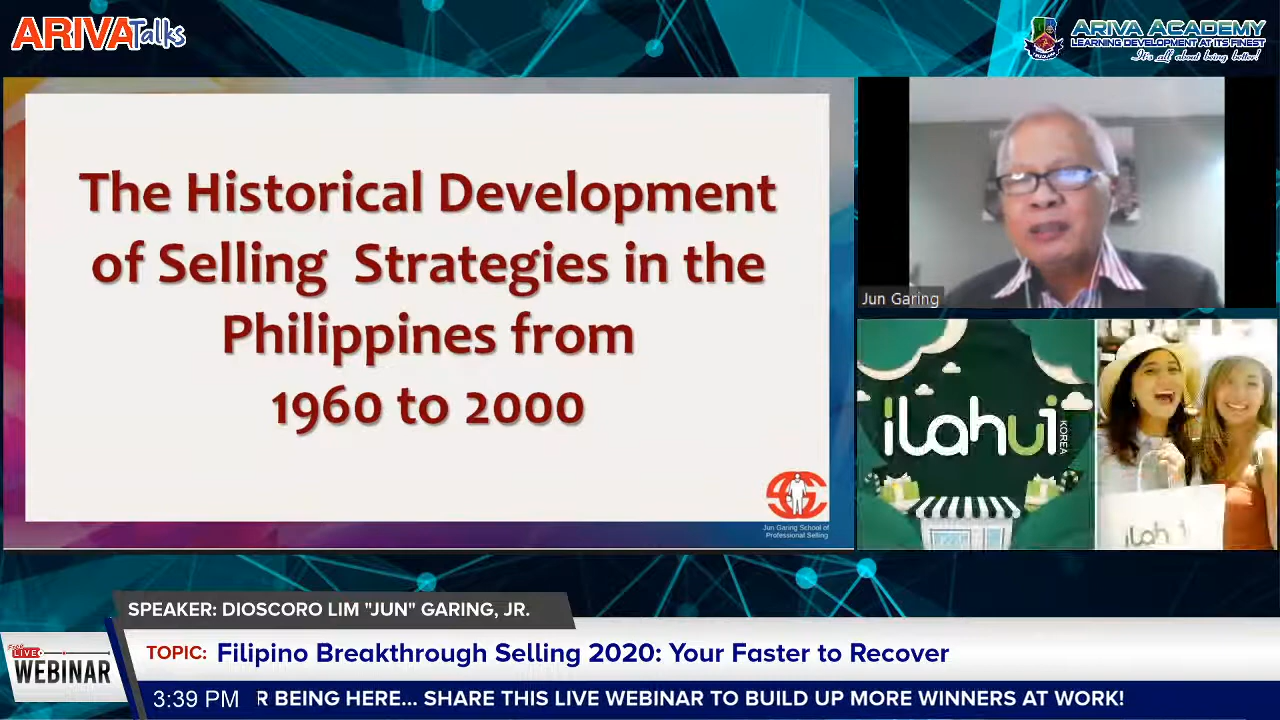 ARIVATalks
ARIVA ACADEMY
LEARNING DEVELOPMENT AT ITS FINEST
It's all about being better!
The Historical Development
of Selling Strategies in the
Philippines from
1960 to 2000
Jun Garing School of
Professional Selling
Jun Garing
ilahui
KOREA
ilahui
SPEAKER: DIOSCORO LIM "JUN" GARING, JR.
Free
LIVE
WEBINAR
TOPIC: Filipino Breakthrough Selling 2020: Your Faster to Recover
3:39 PM R BEING HERE... SHARE THIS LIVE WEBINAR TO BUILD UP MORE WINNERS AT WORK!